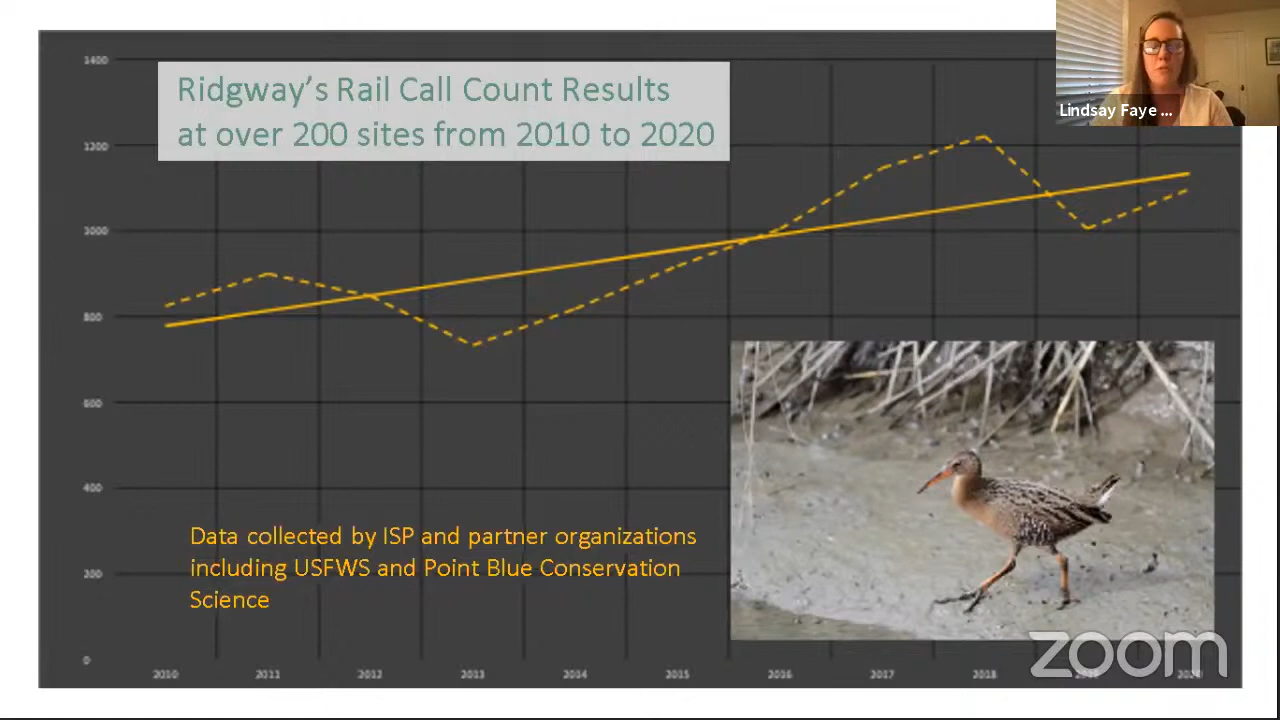 Ridgway's Rail Call Count Results
at over 200 sites from 2010 to 2020
Lindsay Faye ...
1400
1200
1000
800
600
400
200
0
Data collected by ISP and partner organizations
including USFWS and Point Blue Conservation
Science
2010 2011 2012 2013 2014 2015 2016 2017 2018 2019 2020
zoom